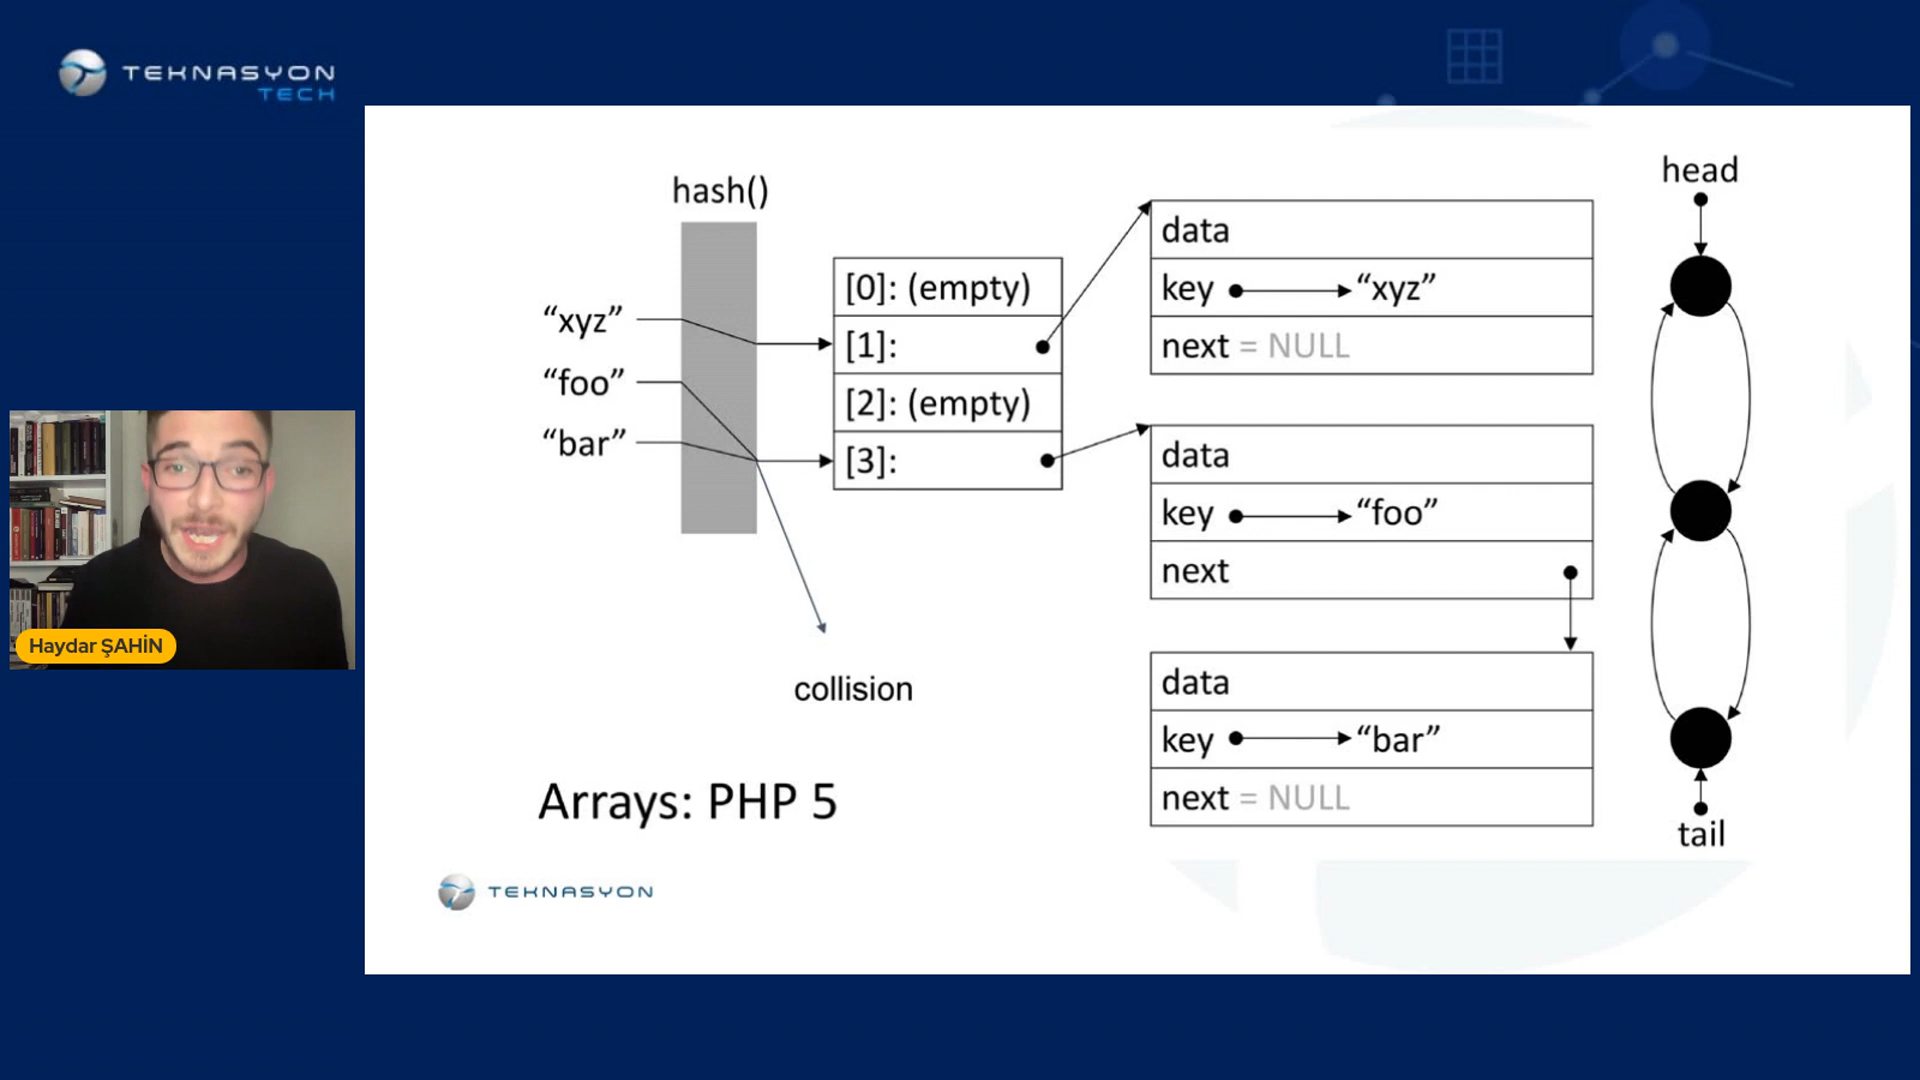 TEKNASYON
TECH
hash()
head
data
[0]: (empty)
key
“xyz”
“xyz”
[1]:
next = NULL
“foo”
[2]: (empty)
“bar”
[3]:
data
key
“foo”
next
Haydar ŞAHİN
collision
data
key
“bar”
Arrays: PHP 5
next = NULL
tail
TEKNASYON